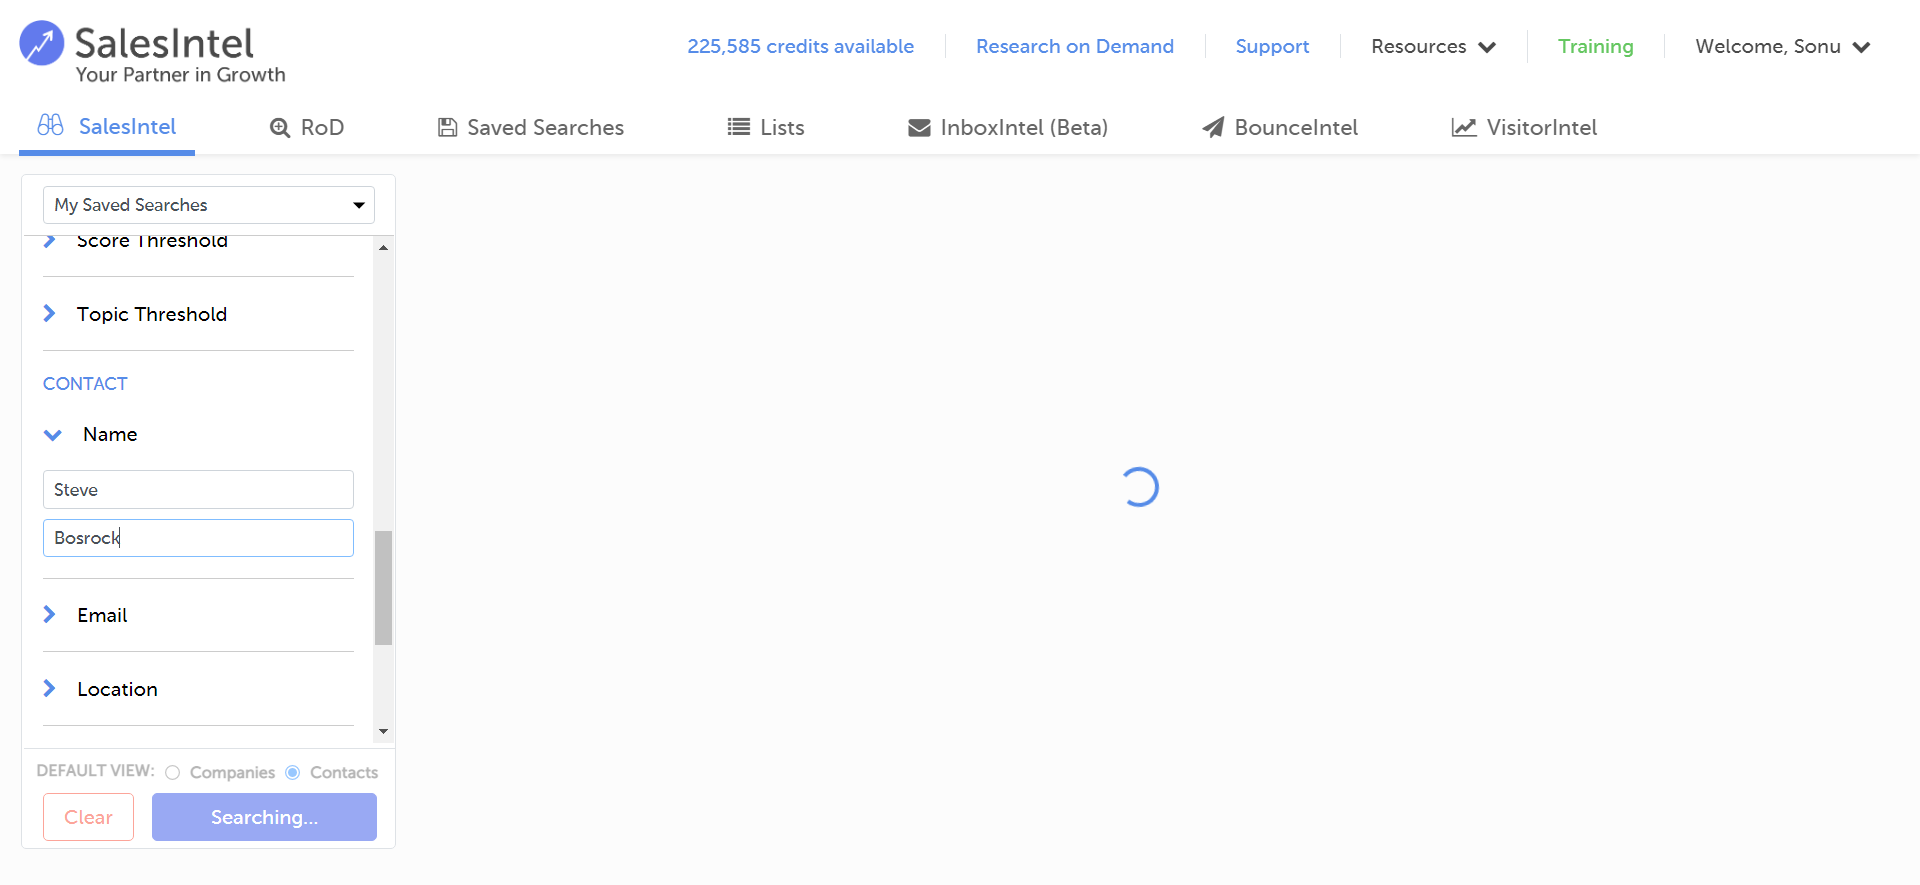 SalesIntel
Your Partner in Growth
225,585 credits available
Research on Demand
Support
Resources
Training
Welcome, Sonu
SalesIntel
RoD
Saved Searches
Lists
InboxIntel (Beta)
BounceIntel
VisitorIntel
My Saved Searches
Score Threshold
Topic Threshold
CONTACT
Name
Steve
Bosrock
Email
Location
DEFAULT VIEW: Companies Contacts
Clear
Searching...